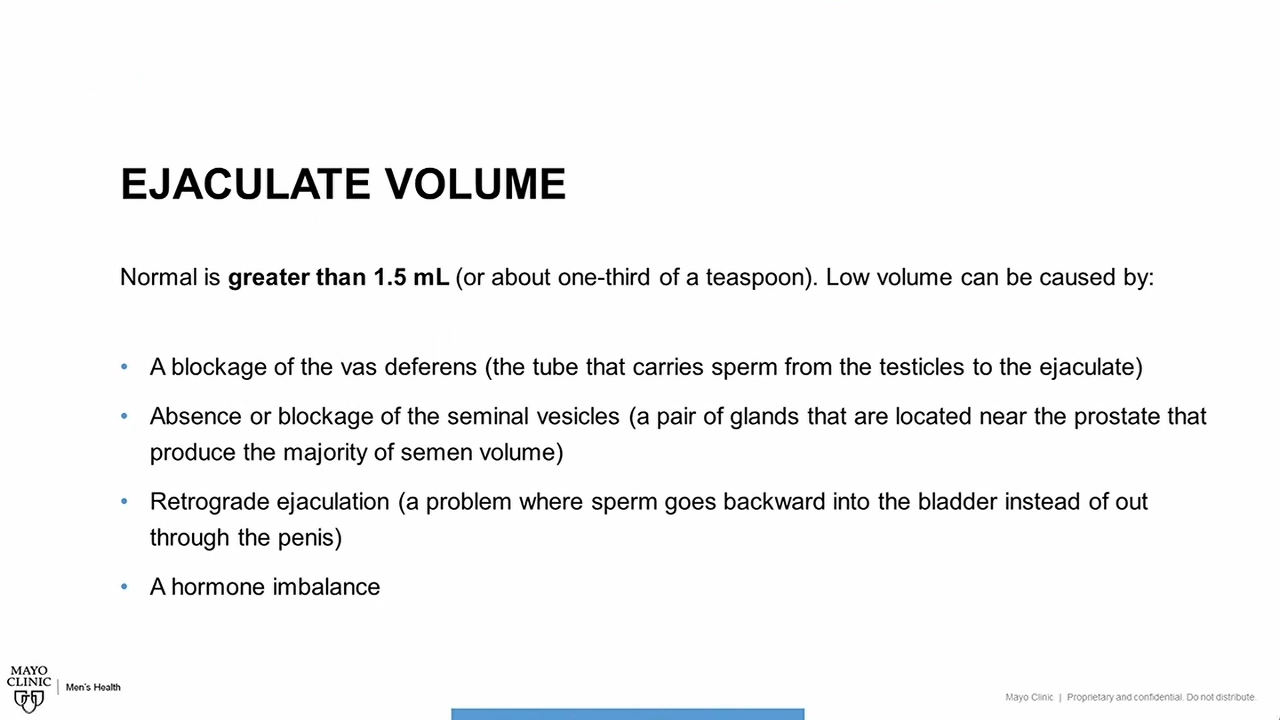 EJACULATE VOLUME
Normal is greater than 1.5 mL (or about one-third of a teaspoon). Low volume can be caused by:
• A blockage of the vas deferens (the tube that carries sperm from the testicles to the ejaculate)
• Absence or blockage of the seminal vesicles (a pair of glands that are located near the prostate that
produce the majority of semen volume)
• Retrograde ejaculation (a problem where sperm goes backward into the bladder instead of out
through the penis)
• A hormone imbalance
MAYO
CLINIC
Men's Health
Mayo Clinic | Proprietary and confidential. Do not distribute.